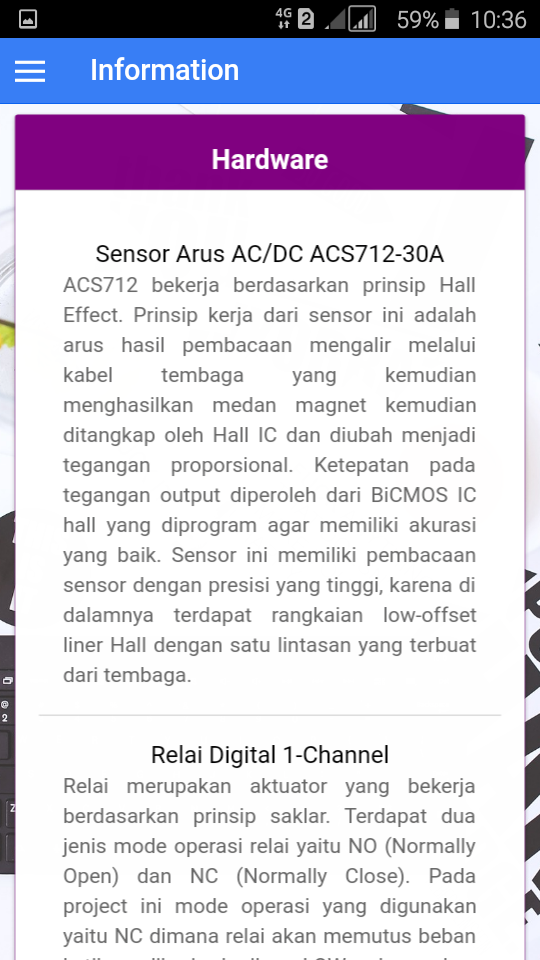 4G 2 59% 10:36
Information
Hardware
Sensor Arus AC/DC ACS712-30A
ACS712 bekerja berdasarkan prinsip Hall
Effect. Prinsip kerja dari sensor ini adalah
arus hasil pembacaan mengalir melalui
kabel tembaga yang kemudian
menghasilkan medan magnet kemudian
ditangkap oleh Hall IC dan diubah menjadi
tegangan proporsional. Ketepatan pada
tegangan output diperoleh dari BiCMOS IC
hall yang diprogram agar memiliki akurasi
yang baik. Sensor ini memiliki pembacaan
sensor dengan presisi yang tinggi, karena di
dalamnya terdapat rangkaian low-offset
liner Hall dengan satu lintasan yang terbuat
dari tembaga.
@
2
Z
Relai Digital 1-Channel
Relai merupakan aktuator yang bekerja
berdasarkan prinsip saklar. Terdapat dua
jenis mode operasi relai yaitu NO (Normally
Open) dan NC (Normally Close). Pada
project ini mode operasi yang digunakan
yaitu NC dimana relai akan memutus beban